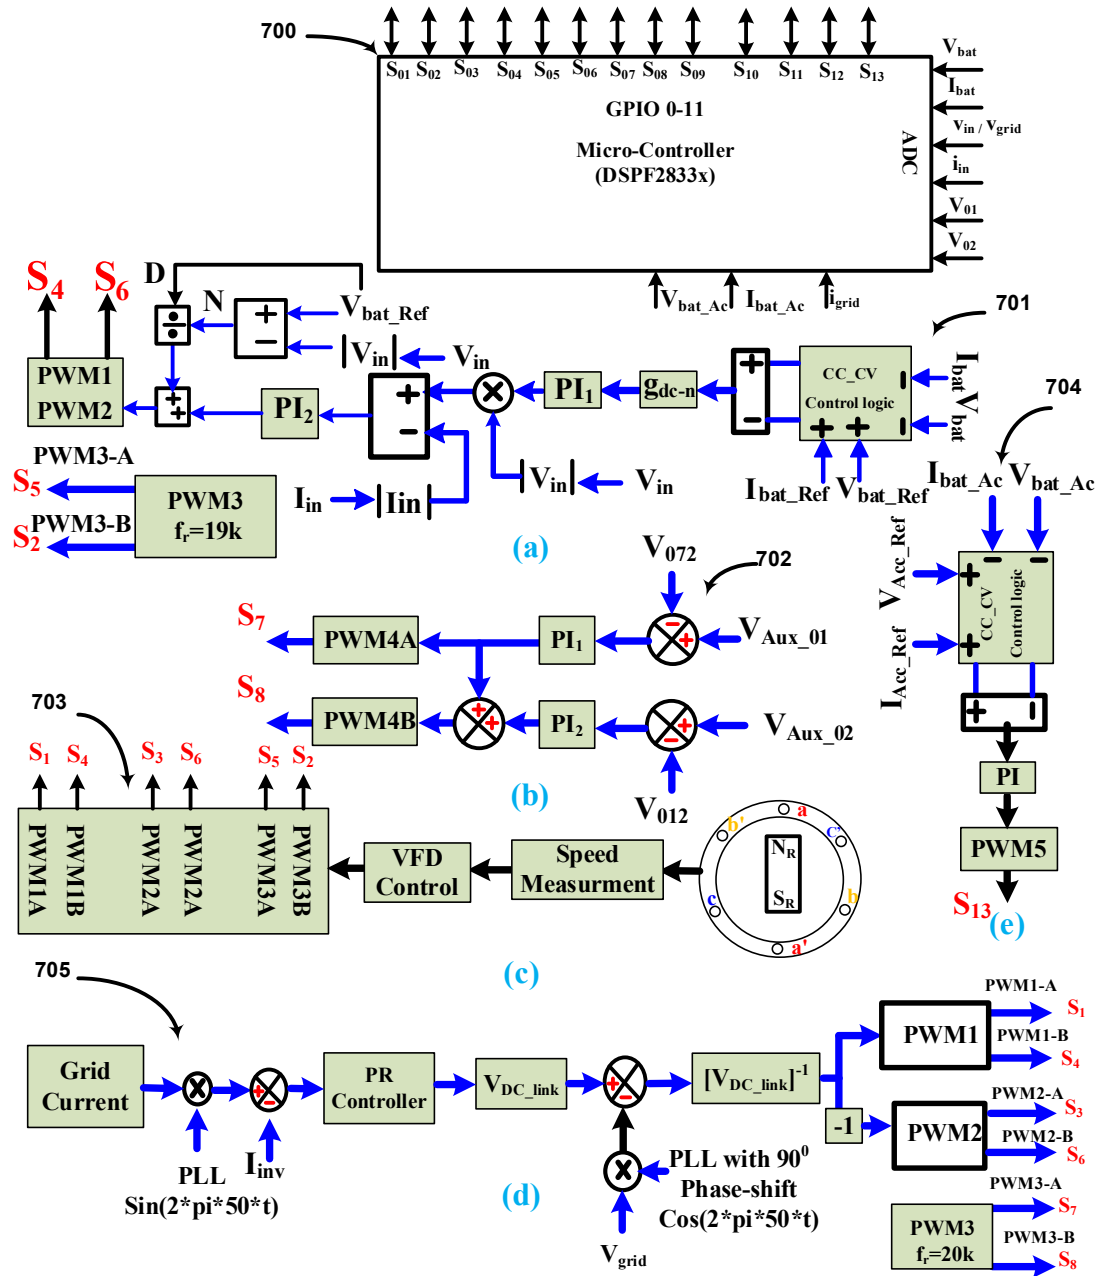 700
S01 S02 S03 S04 S05 S06 S07 S08 S09 S10 S11 S12 S13
GPIO 0-11
Micro-Controller
(DSPF2833x)
ADC
Vbat
Ibat
vin / vgrid
iin
V01
V02
Vbat_Ac Ibat_Ac igrid
S4 S6
D
N
÷
+
−
Vbat_Ref
|Vin|
Vin
PWM1
PWM2
+
+
PI2
+
−
X
PI1
gdc-n
+
−
CC_CV
Control logic
701
Ibat
Vbat
Ibat_Ref Vbat_Ref
Iin
|Iin|
|Vin|
Vin
PWM3-A
S5
PWM3-B
S2
PWM3
fr=19k
(a)
702
V072
S7
PWM4A
PI1
−
+
VAux_01
S8
PWM4B
+
+
PI2
+
−
VAux_02
V012
(b)
704
Ibat_Ac
Vbat_Ac
VAcc_Ref
IAcc_Ref
CC_CV
Control logic
+
−
PI
PWM5
S13
(e)
703
S1 S4 S3 S6 S5 S2
PWM1A PWM1B PWM2A PWM2A PWM3A PWM3B
VFD
Control
Speed
Measurment
a
b'
c'
NR
SR
c
b
a'
(c)
705
Grid
Current
X
PLL
Sin(2*pi*50*t)
+
−
Iinv
PR
Controller
VDC_link
+
−
X
PLL with 90⁰
Phase-shift
Cos(2*pi*50*t)
Vgrid
[VDC_link]-1
-1
(d)
PWM1
PWM1-A
S1
PWM1-B
S4
PWM2
PWM2-A
S3
PWM2-B
S6
PWM3
fr=20k
PWM3-A
S7
PWM3-B
S8